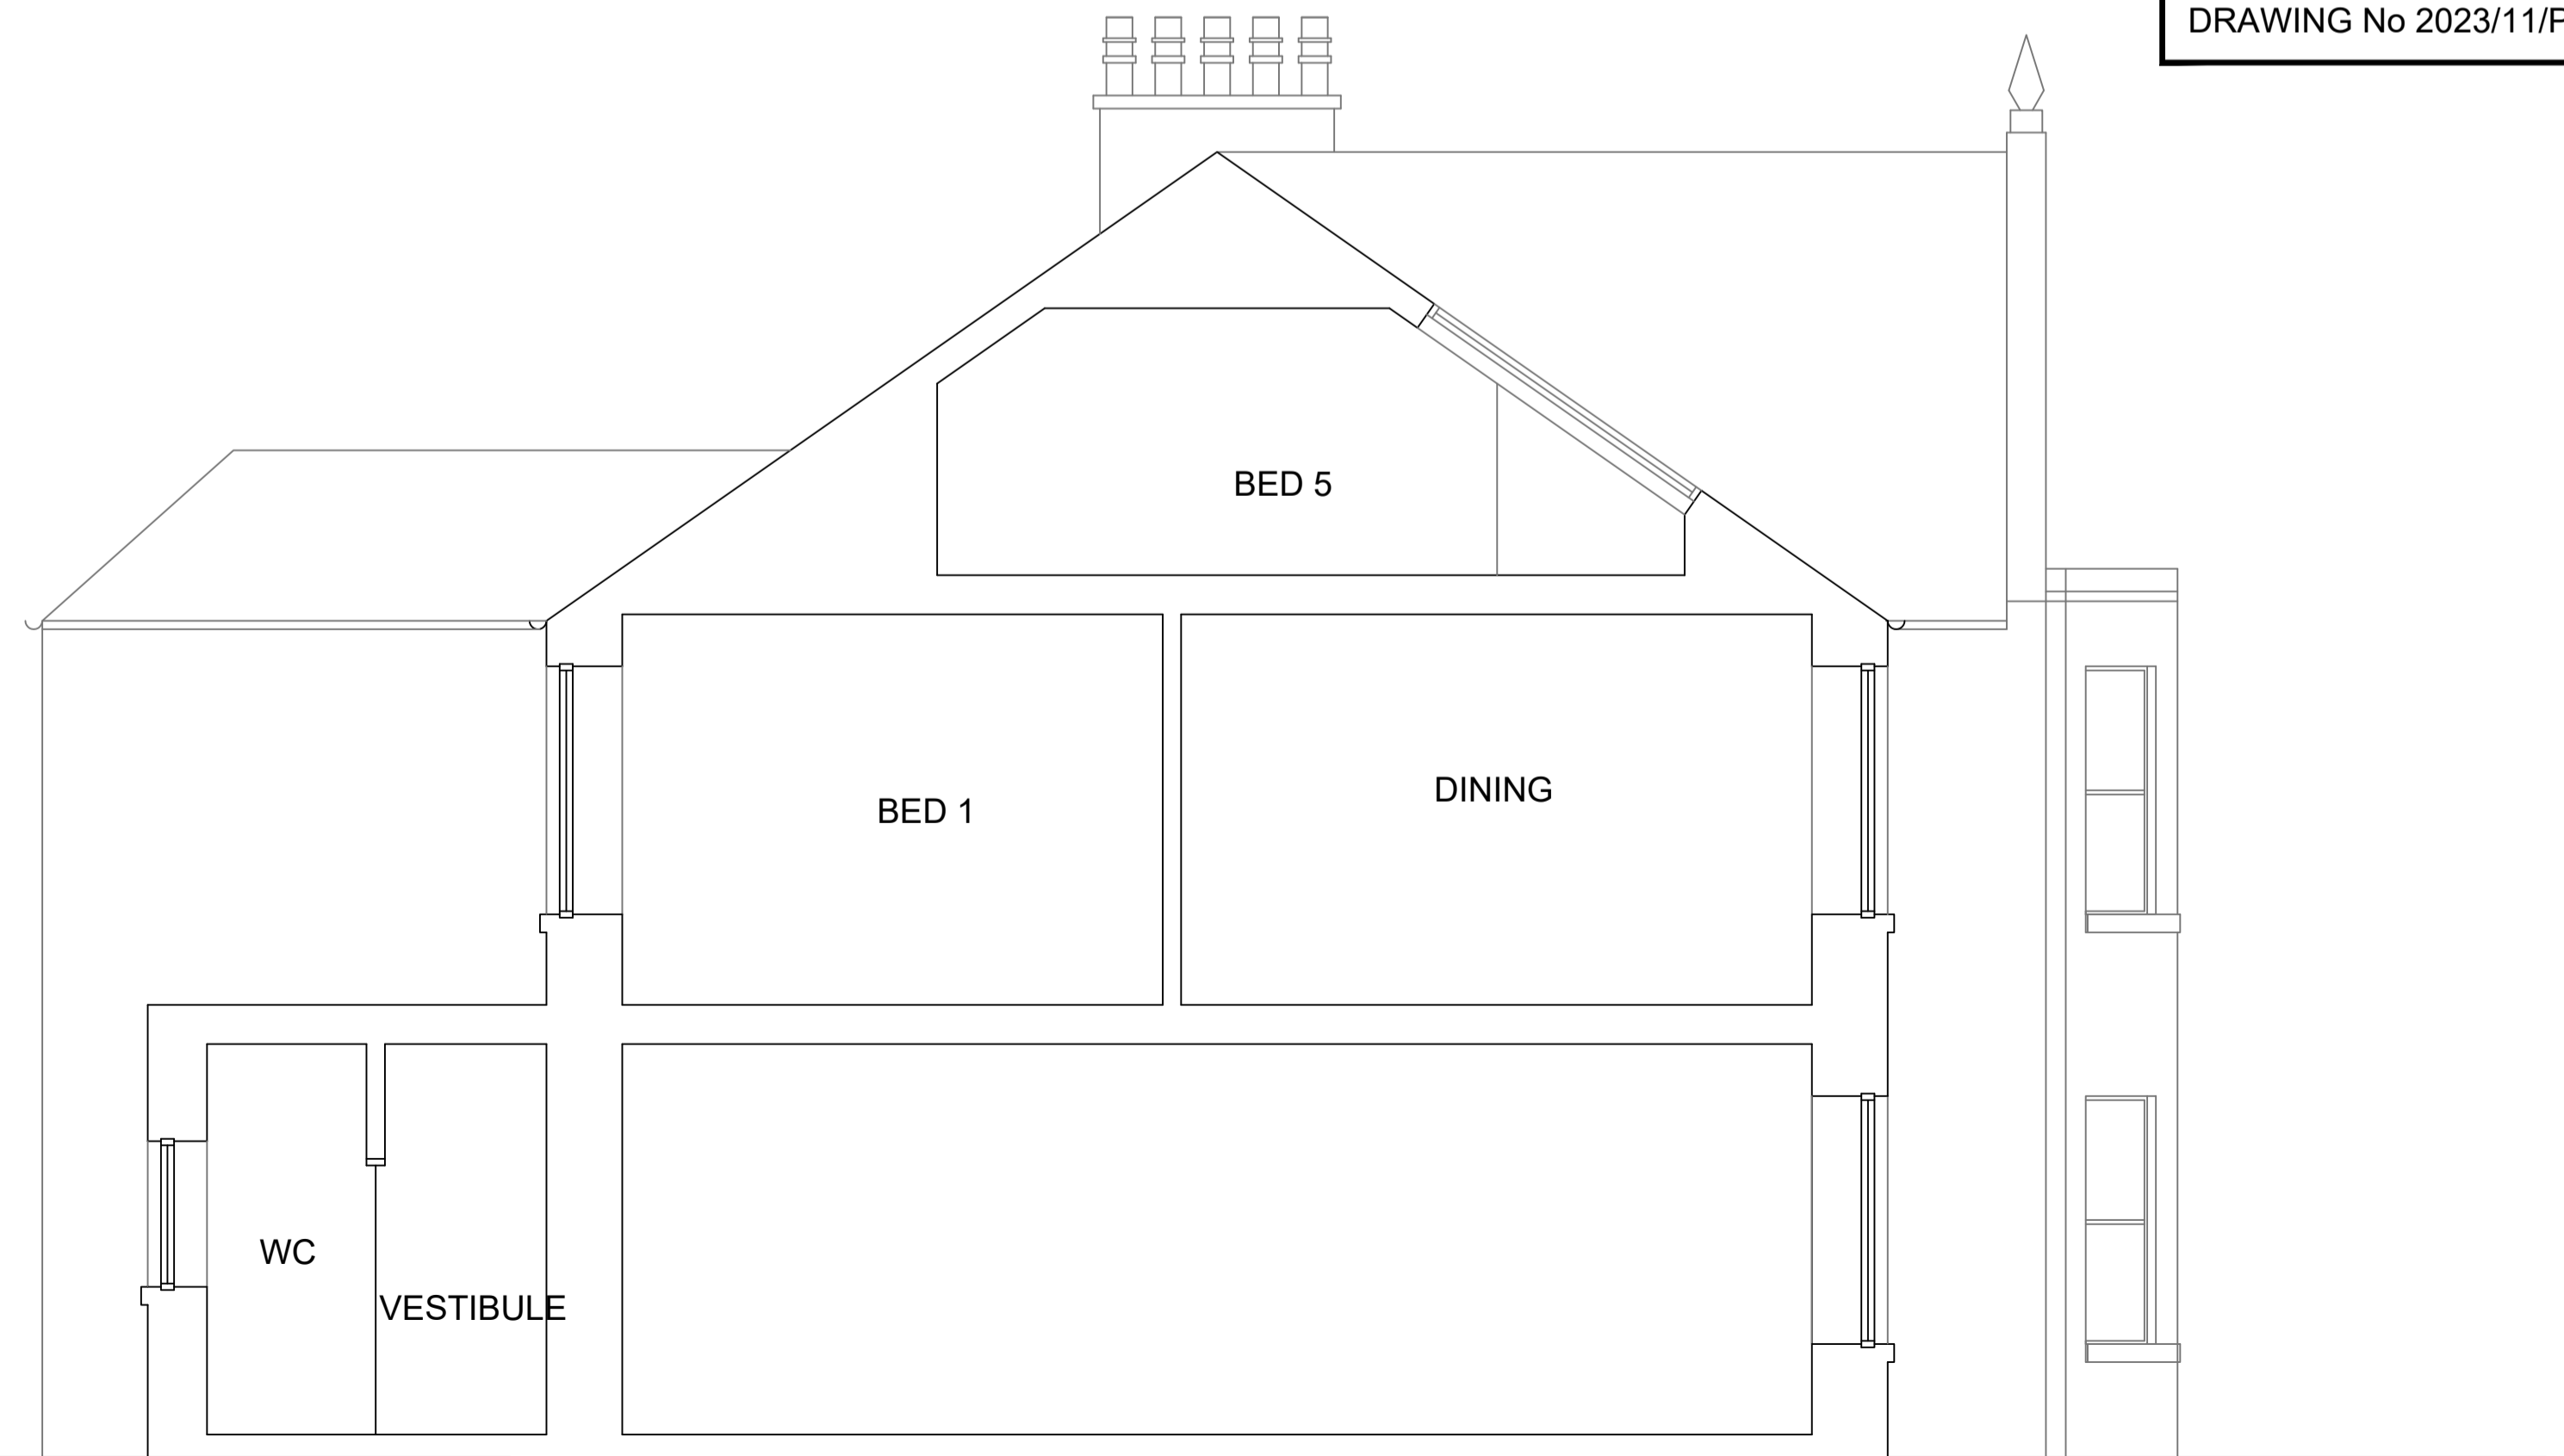 DRAWING No 2023/11/P
BED 5
DINING
BED 1
WC
VESTIBULE